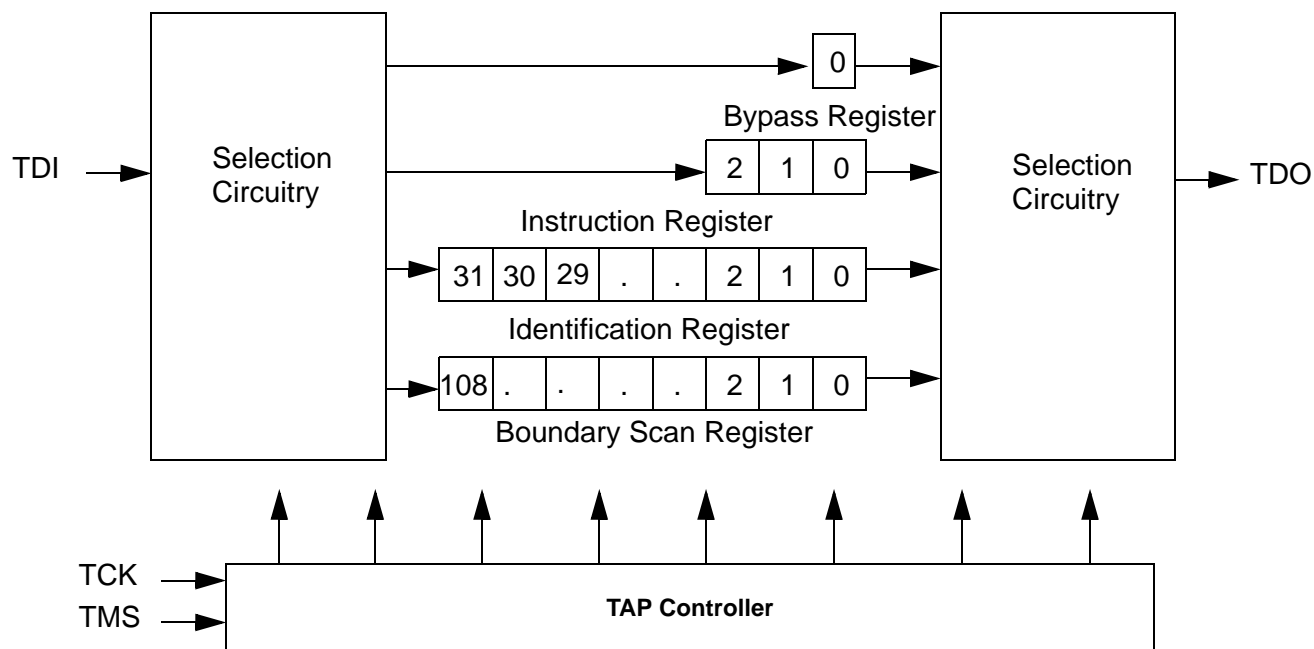 0
Bypass Register
TDI
Selection
Circuitry
2 1 0
Selection
Circuitry
TDO
Instruction Register
31 30 29 . . 2 1 0
Identification Register
108 . . . . 2 1 0
Boundary Scan Register
TCK
TMS
TAP Controller